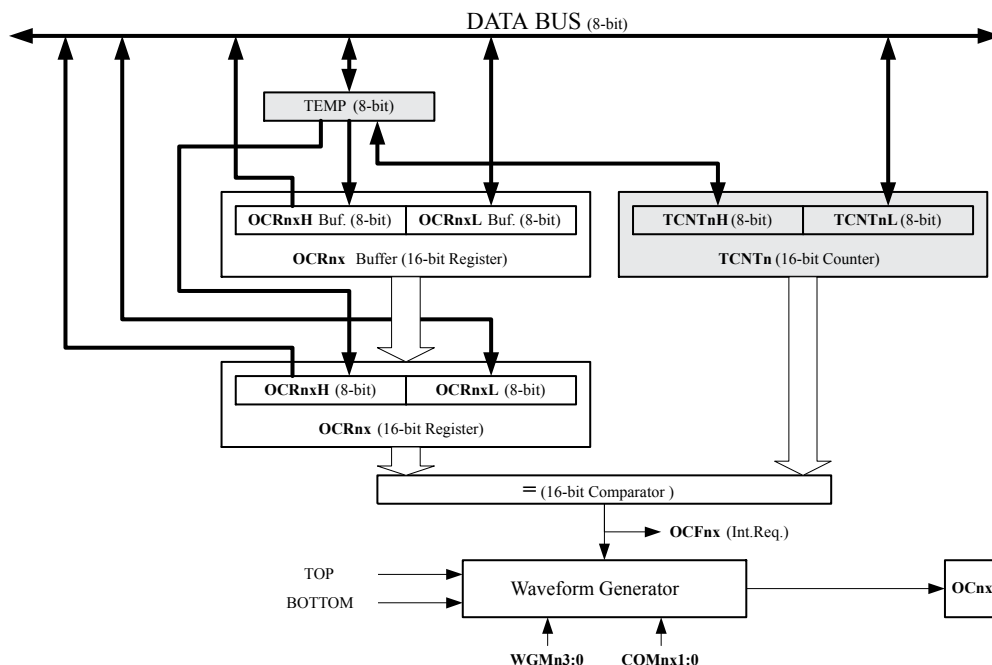 DATA BUS (8-bit)
TEMP (8-bit)
OCRnxH Buf. (8-bit) OCRnxL Buf. (8-bit)
OCRnx Buffer (16-bit Register)
TCNTnH (8-bit) TCNTnL (8-bit)
TCNTn (16-bit Counter)
OCRnxH (8-bit) OCRnxL (8-bit)
OCRnx (16-bit Register)
= (16-bit Comparator )
OCFnx (Int.Req.)
TOP
BOTTOM
Waveform Generator
OCnx
WGMn3:0 COMnx1:0